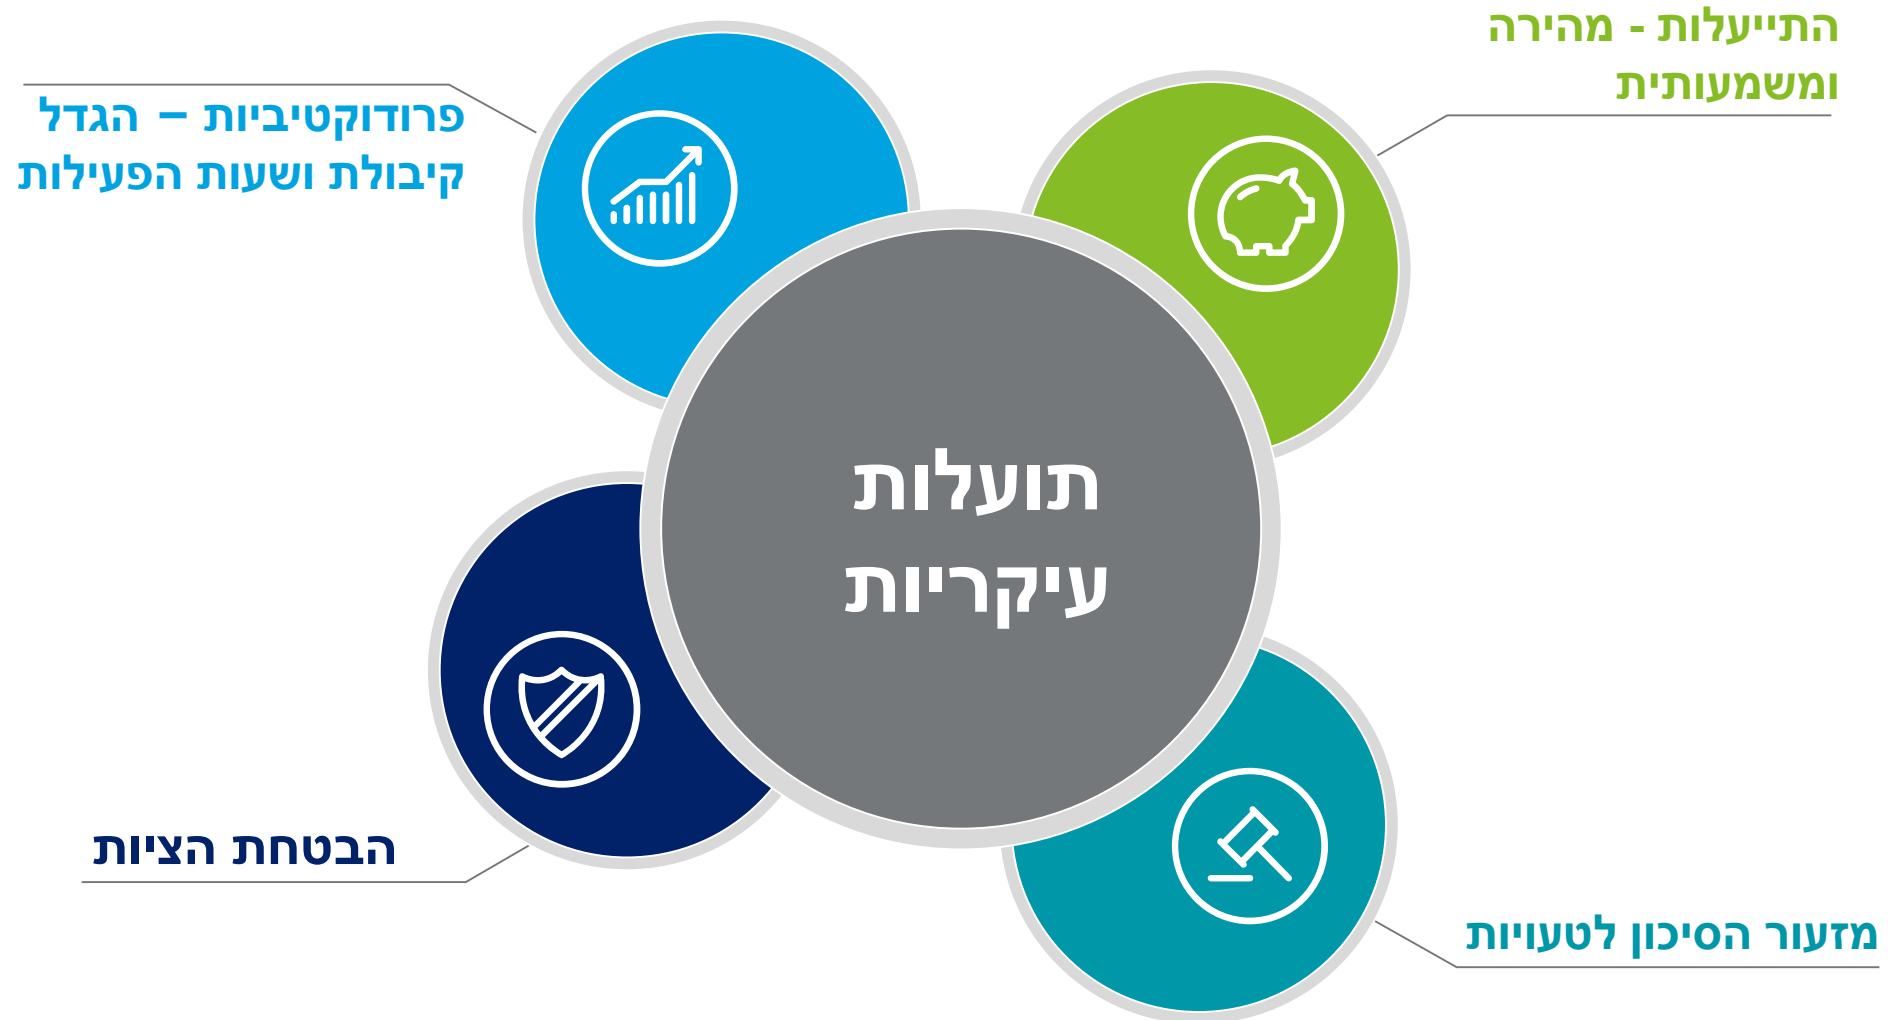 התייעלות - מהירה
ומשמעותית
פרודוקטיביות – הגדל
קיבולת ושעות הפעילות
תועלות
עיקריות
הבטחת הציות
מזעור הסיכון לטעויות